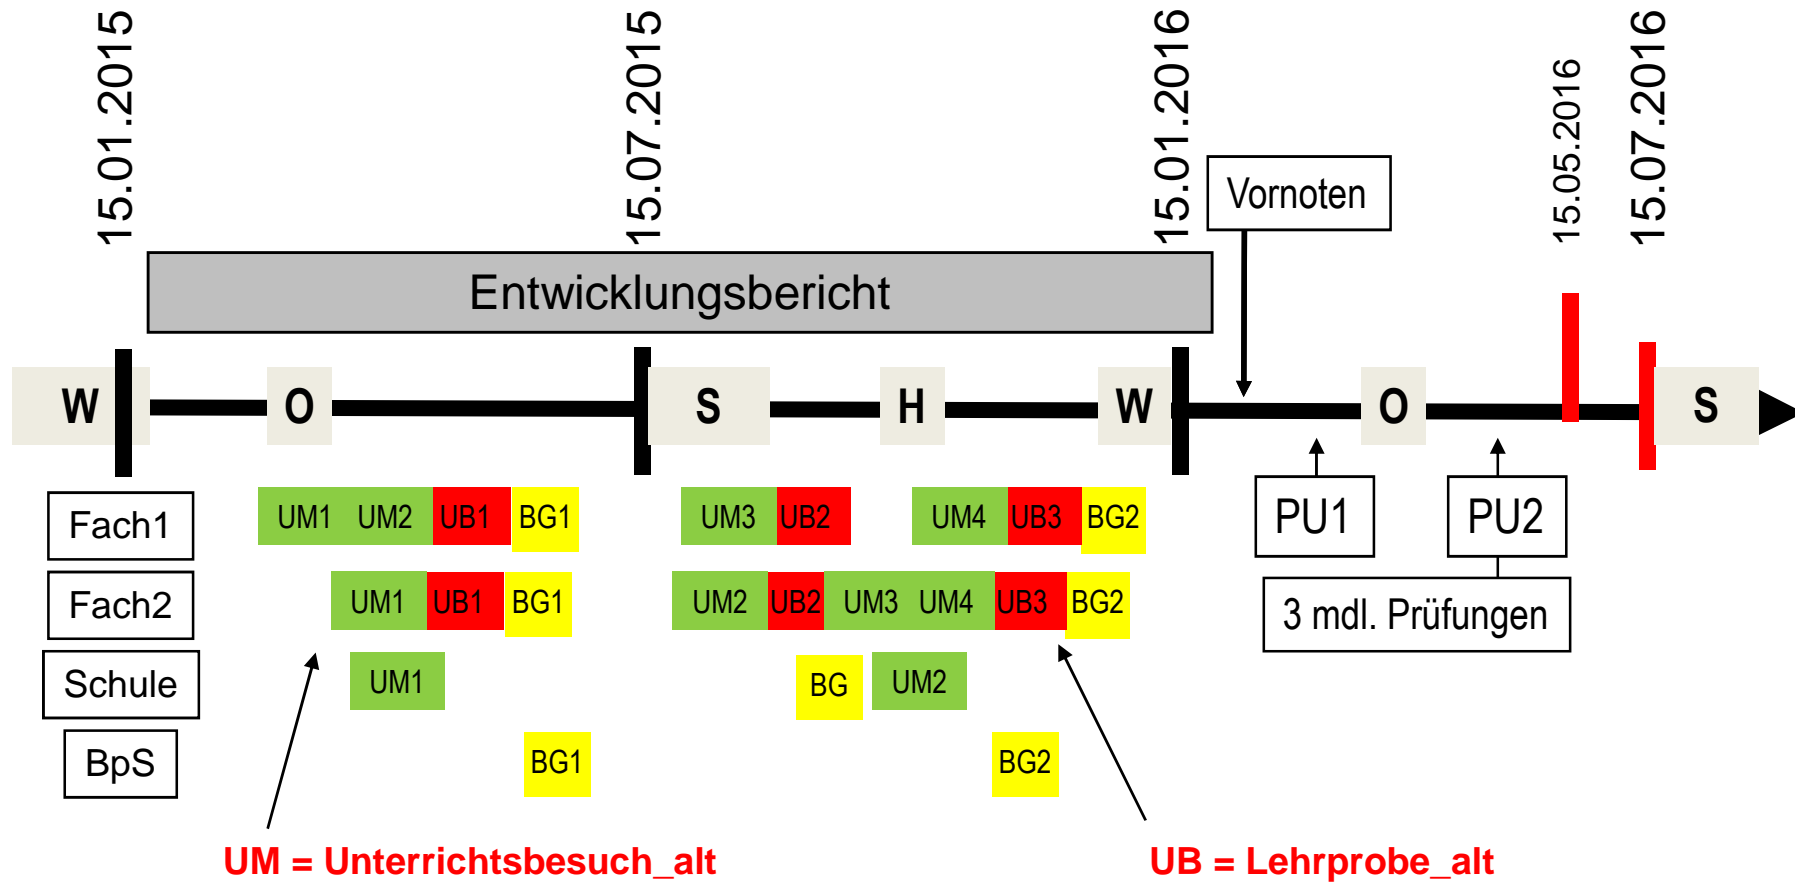 15.01.2015
15.07.2015
15.01.2016
15.05.2016
15.07.2016
Vornoten
Entwicklungsbericht
W O S H W O S
Fach1 UM1 UM2 UB1 BG1 UM3 UB2 UM4 UB3 BG2 PU1 PU2
Fach2 UM1 UB1 BG1 UM2 UB2 UM3 UM4 UB3 BG2 3 mdl. Prüfungen
Schule UM1 BG UM2
BpS BG1 BG2
UM = Unterrichtsbesuch_alt UB = Lehrprobe_alt